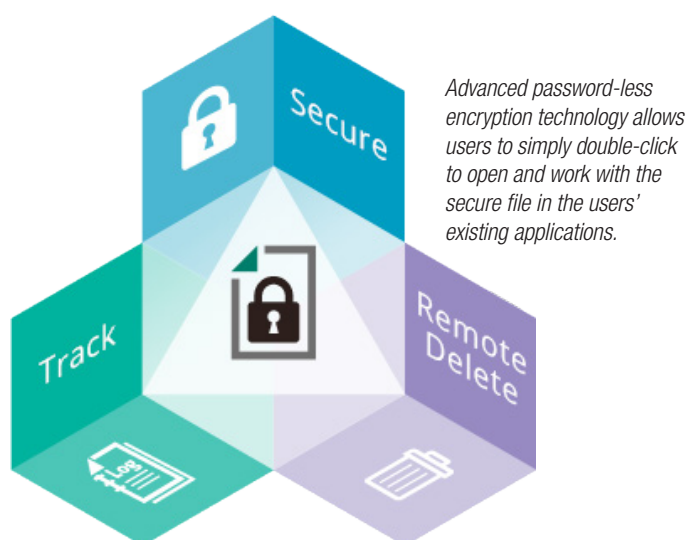 Secure
Advanced password-less
encryption technology allows
users to simply double-click
to open and work with the
secure file in the users’
existing applications.
Track
Remote
Delete
Log